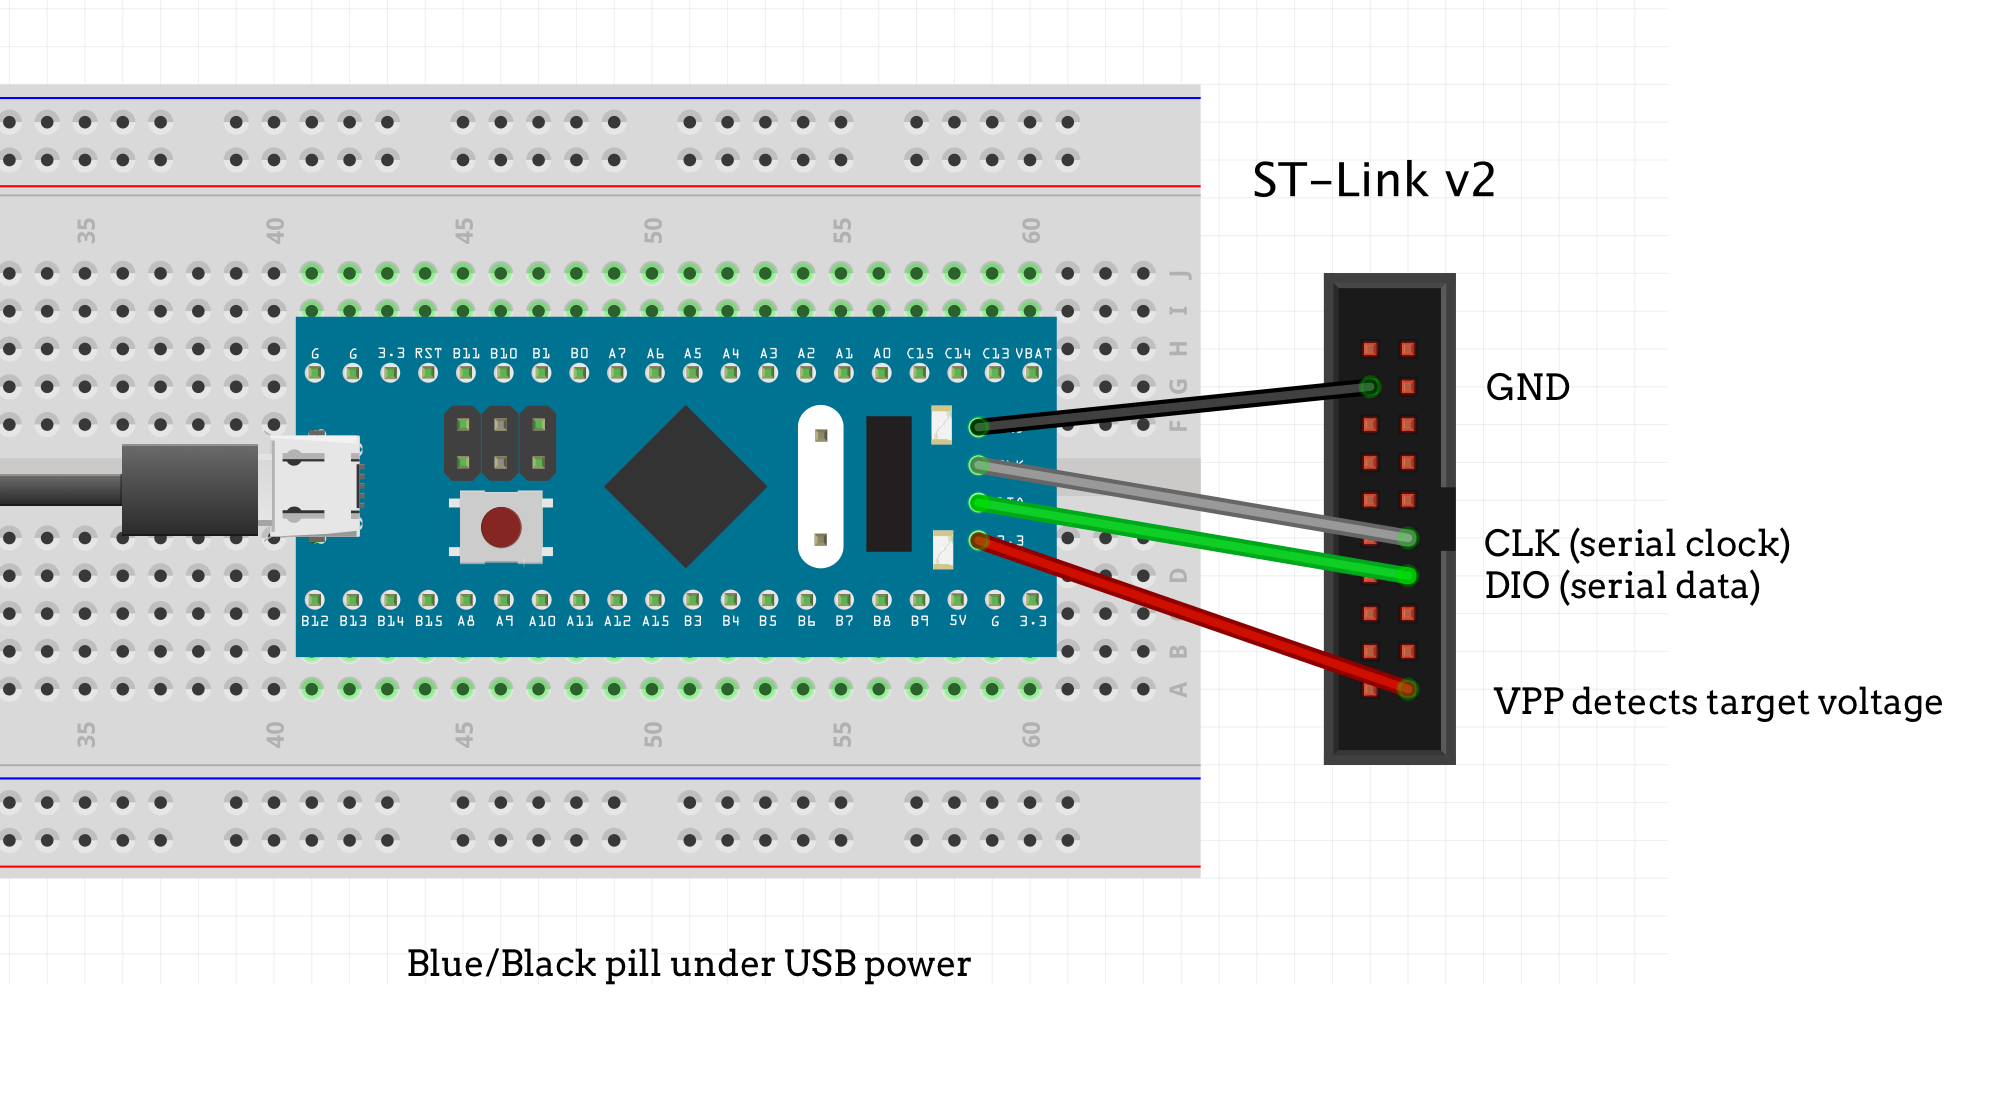 ST-Link v2
35 40 45 50 55 60
J
I
H
G
F
D
B
A
G G 3.3 RST B11 B10 B1 B0 A7 A6 A5 A4 A3 A2 A1 A0 C15 C14 C13 VBAT
GND
3.3
CLK (serial clock)
DIO (serial data)
B12 B13 B14 B15 A8 A9 A10 A11 A12 A15 B3 B4 B5 B6 B7 B8 B9 5V G 3.3
VPP detects target voltage
35 40 45 50 55 60
Blue/Black pill under USB power